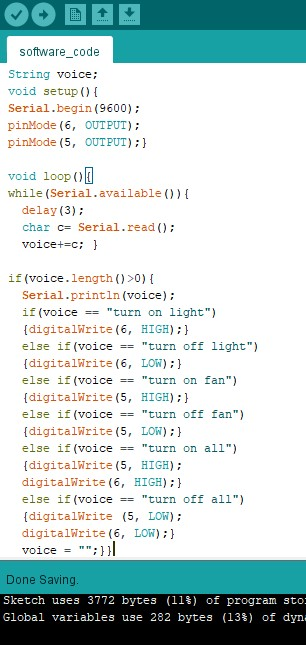 software_code
String voice;
void setup(){
Serial.begin(9600);
pinMode(6, OUTPUT);
pinMode(5, OUTPUT);}
void loop(){
while(Serial.available()){
delay(3);
char c= Serial.read();
voice+=c; }
if(voice.length()>0){
Serial.println(voice);
if(voice == "turn on light")
{digitalWrite(6, HIGH);}
else if(voice == "turn off light")
{digitalWrite(6, LOW);}
else if(voice == "turn on fan")
{digitalWrite(5, HIGH);}
else if(voice == "turn off fan")
{digitalWrite(5, LOW);}
else if(voice == "turn on all")
{digitalWrite(5, HIGH);
digitalWrite(6, HIGH);}
else if(voice == "turn off all")
{digitalWrite (5, LOW);
digitalWrite(6, LOW);}
voice = "";}}
Done Saving.
Sketch uses 3772 bytes (11%) of program sto
Global variables use 282 bytes (13%) of dyn